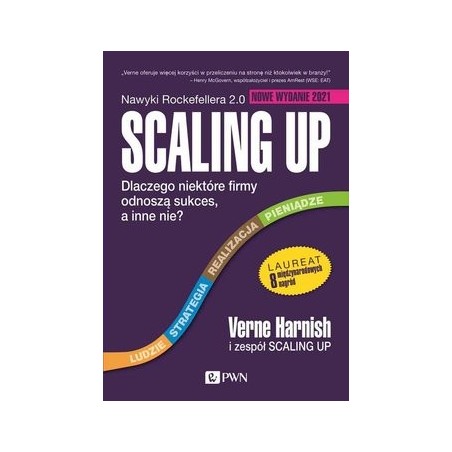 „Verne oferuje więcej korzyści w przeliczeniu na stronę niż ktokolwiek w branży!”
– Henry McGovern, współzałożyciel i prezes AmRest (WSE: EAT)
Nawyki Rockefellera 2.0
NOWE WYDANIE 2021
SCALING UP
Dlaczego niektóre firmy
odnoszą sukces,
a inne nie?
LUDZIE
STRATEGIA
REALIZACJA
PIENIĄDZE
LAUREAT
8 międzynarodowych
nagród
Verne Harnish
i zespół SCALING UP
PWN